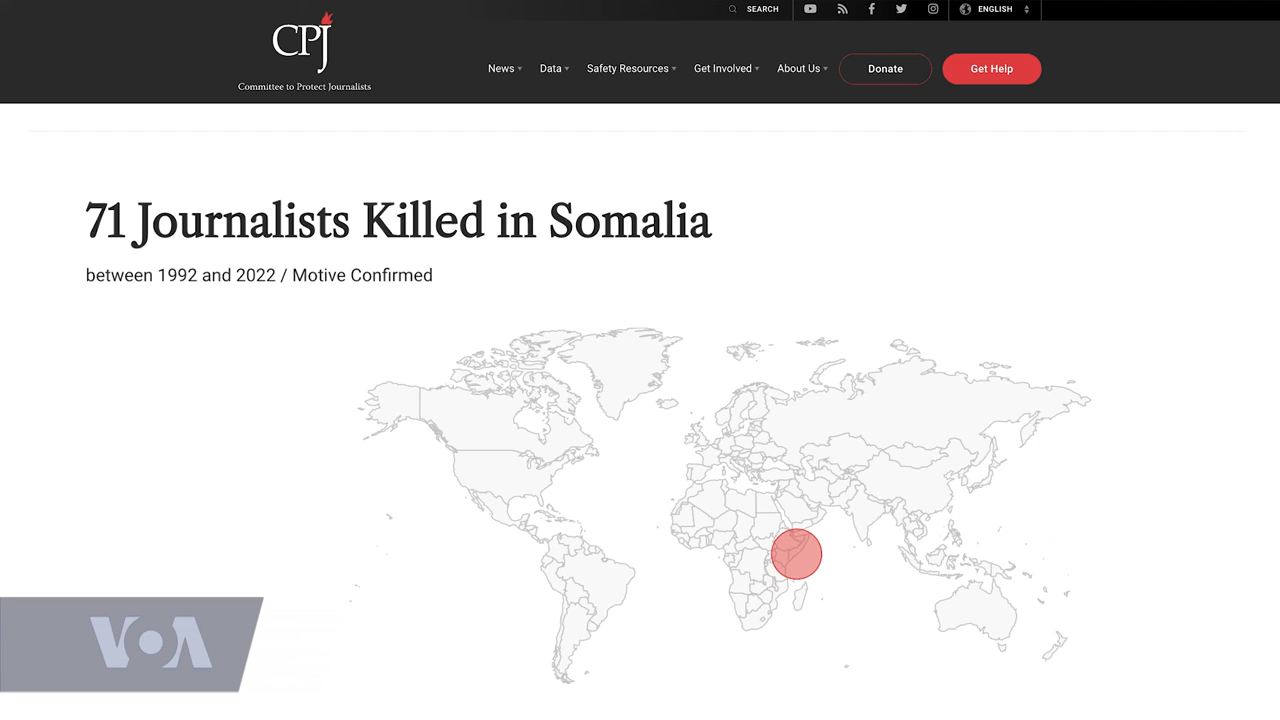 SEARCH
ENGLISH
CPJ
Committee to Protect Journalists
News
Data
Safety Resources
Get Involved
About Us
Donate
Get Help
71 Journalists Killed in Somalia
between 1992 and 2022 / Motive Confirmed
VOA